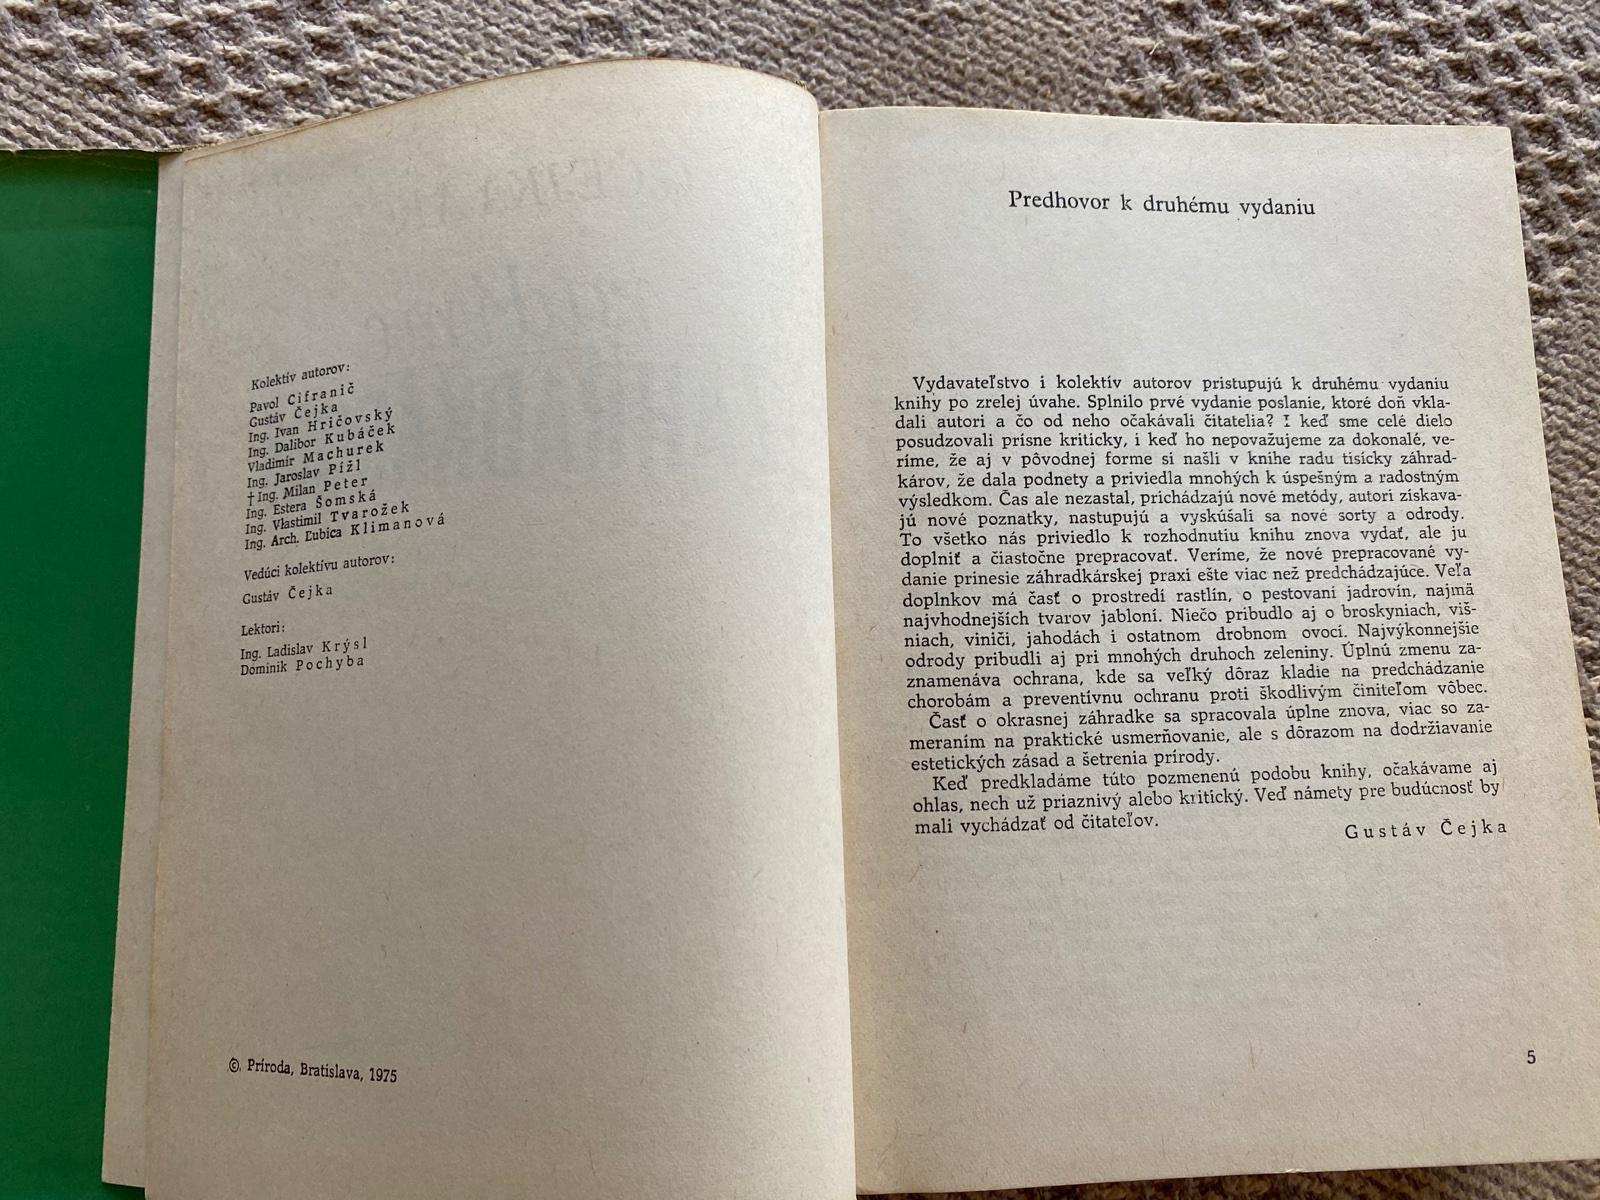 Kolektív autorov:
Pavol Cifranič
Gustáv Čejka
Ing. Ivan Hričovský
Ing. Dalibor Kubáček
Vladimír Machurek
Ing. Jaroslav Pížl
† Ing. Milan Peter
Ing. Estera Šomská
Ing. Vlastimil Tvarožek
Ing. Arch. Ľubica Klimanová
Vedúci kolektívu autorov:
Gustáv Čejka
Lektori:
Ing. Ladislav Krýsl
Dominik Pochyba
© Príroda, Bratislava, 1975
Predhovor k druhému vydaniu
Vydavateľstvo i kolektív autorov pristupujú k druhému vydaniu
knihy po zrelej úvahe. Splnilo prvé vydanie poslanie, ktoré doň vkla-
dali autori a čo od neho očakávali čitatelia? I keď sme celé dielo
posudzovali prísne kriticky, i keď ho nepovažujeme za dokonalé, ve-
ríme, že aj v pôvodnej forme si našli v knihe radu tisícky záhrad-
károv, že dala podnety a priviedla mnohých k úspešným a radostným
výsledkom. Čas ale nezastal, prichádzajú nové metódy, autori získava-
jú nové poznatky, nastupujú a vyskúšali sa nové sorty a odrody.
To všetko nás priviedlo k rozhodnutiu knihu znova vydať, ale ju
doplniť a čiastočne prepracovať. Veríme, že nové prepracované vy-
danie prinesie záhradkárskej praxi ešte viac než predchádzajúce. Veľa
doplnkov má časť o prostredí rastlín, o pestovaní jadrovín, najmä
najvhodnejších tvarov jabloní. Niečo pribudlo aj o broskyniach, viš-
niach, viniči, jahodách i ostatnom drobnom ovocí. Najvýkonnejšie
odrody pribudli aj pri mnohých druhoch zeleniny. Úplnú zmenu za-
znamenáva ochrana, kde sa veľký dôraz kladie na predchádzanie
chorobám a preventívnu ochranu proti škodlivým činiteľom vôbec.
Časť o okrasnej záhradke sa spracovala úplne znova, viac so za-
meraním na praktické usmerňovanie, ale s dôrazom na dodržiavanie
estetických zásad a šetrenia prírody.
Keď predkladáme túto pozmenenú podobu knihy, očakávame aj
ohlas, nech už priaznivý alebo kritický. Veď námety pre budúcnosť by
mali vychádzať od čitateľov.
Gustáv Čejka
5